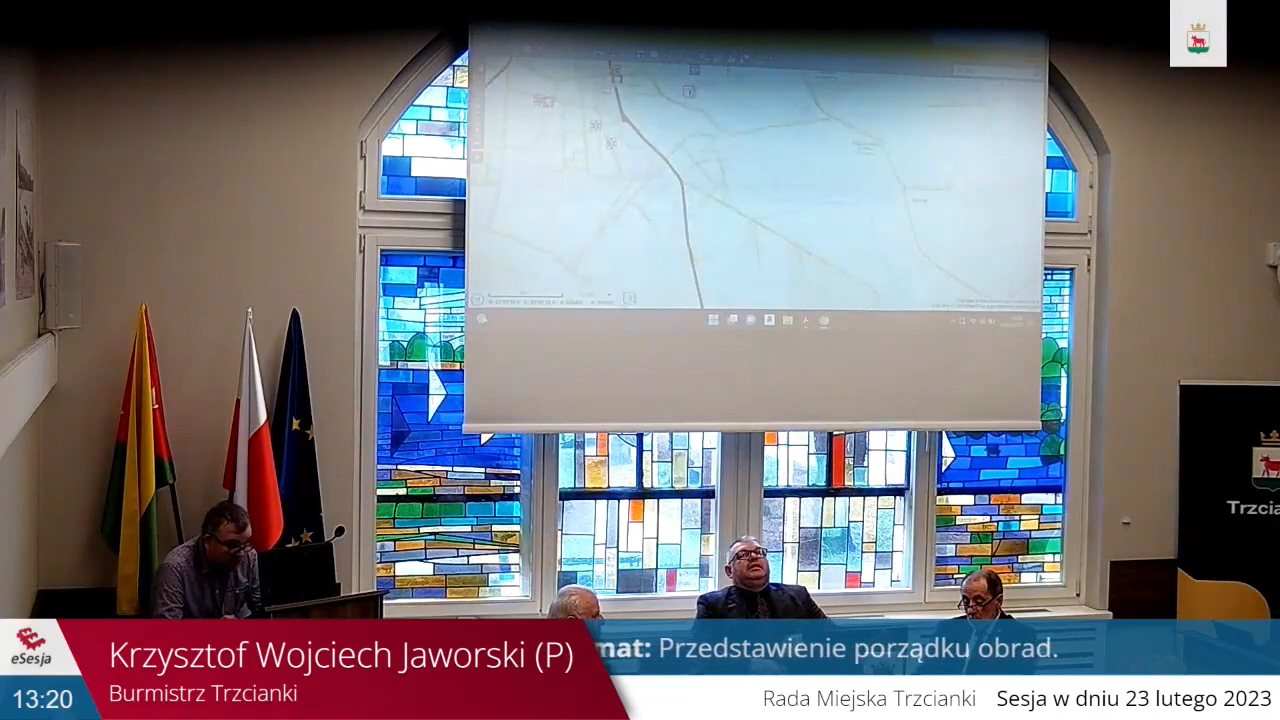 Trzcia
mat: Przedstawienie porządku obrad.
eSesja
Krzysztof Wojciech Jaworski (P)
Burmistrz Trzcianki
13:20
Rada Miejska Trzcianki Sesja w dniu 23 lutego 2023